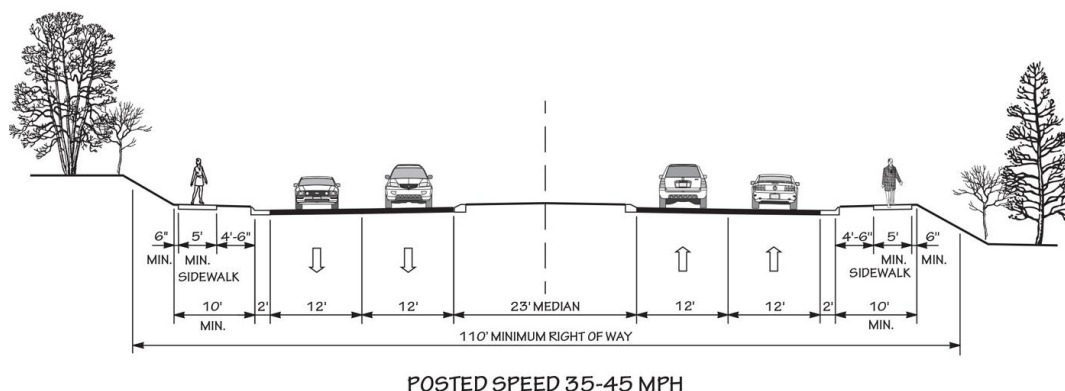 6" 5' 4'-6" 4'-6" 5' 6"
MIN. MIN. MIN. MIN.
SIDEWALK SIDEWALK
10' 2' 12' 12' 23' MEDIAN 12' 12' 2' 10'
MIN. MIN.
110' MINIMUM RIGHT OF WAY
POSTED SPEED 35-45 MPH